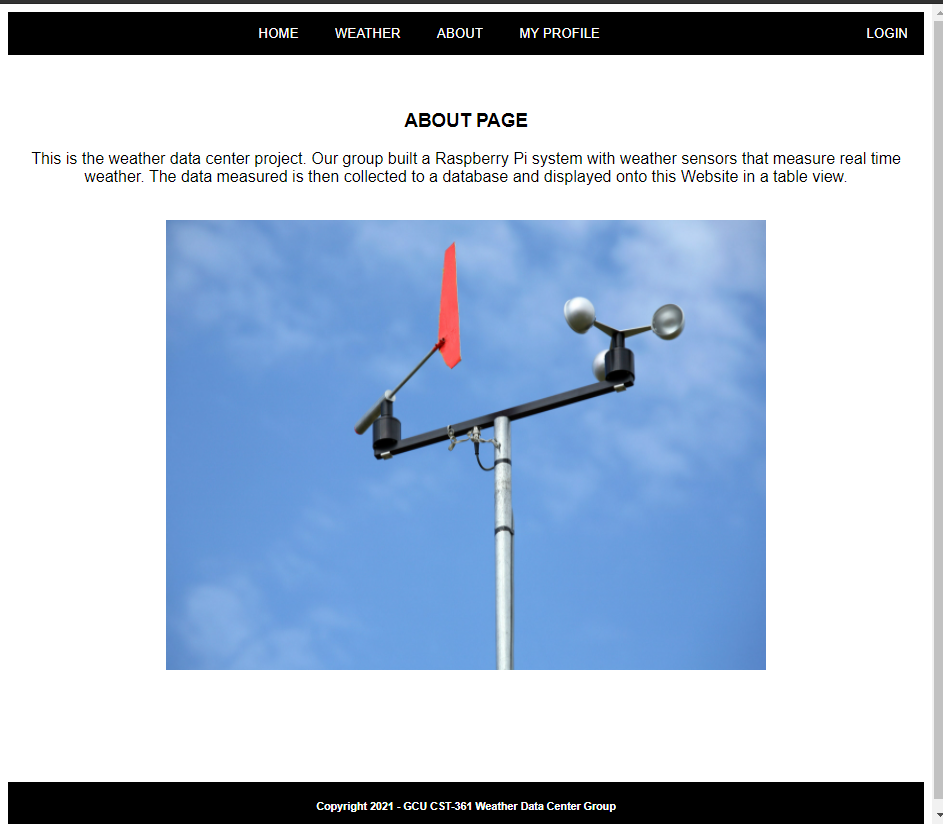 HOME WEATHER ABOUT MY PROFILE LOGIN
ABOUT PAGE
This is the weather data center project. Our group built a Raspberry Pi system with weather sensors that measure real time
weather. The data measured is then collected to a database and displayed onto this Website in a table view.
Copyright 2021 - GCU CST-361 Weather Data Center Group